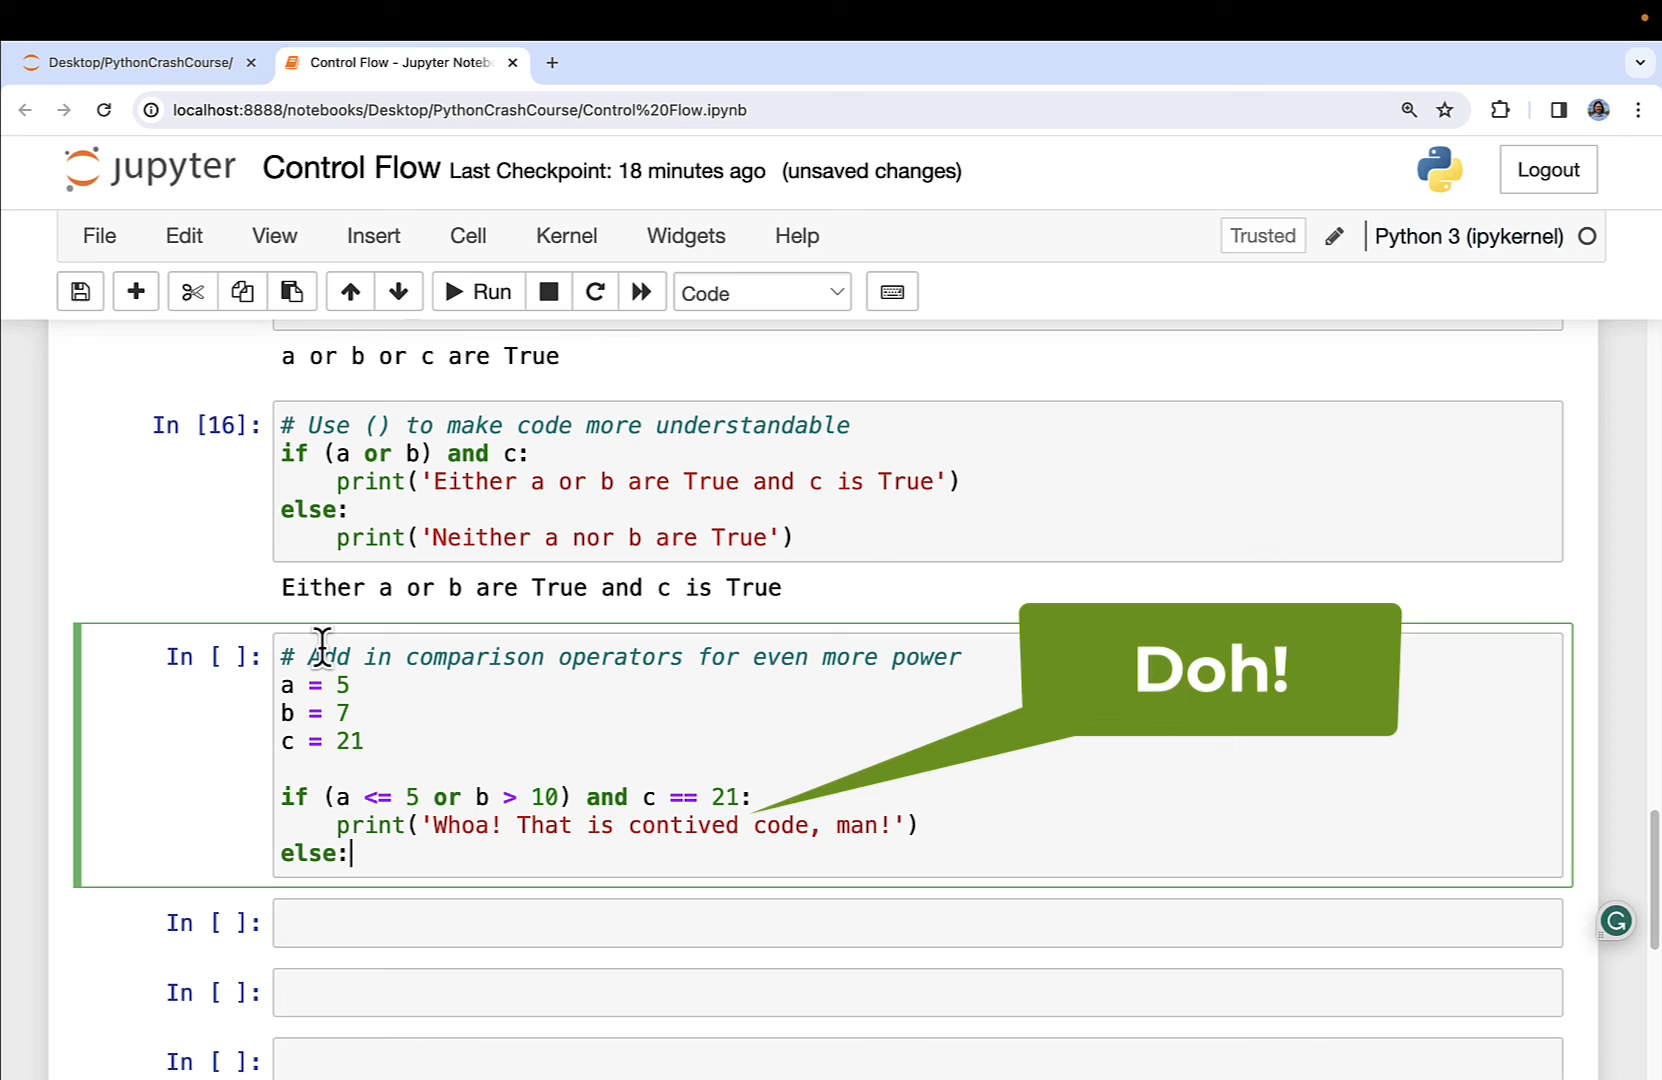 Desktop/PythonCrashCourse/
Control Flow - Jupyter Noteb
localhost:8888/notebooks/Desktop/PythonCrashCourse/Control%20Flow.ipynb
jupyter Control Flow Last Checkpoint: 18 minutes ago (unsaved changes)
Logout
File Edit View Insert Cell Kernel Widgets Help
Trusted
Python 3 (ipykernel)
Run
Code
a or b or c are True
In [16]: # Use () to make code more understandable
if (a or b) and c:
    print('Either a or b are True and c is True')
else:
    print('Neither a nor b are True')
Either a or b are True and c is True
In [ ]: # Add in comparison operators for even more power
a = 5
b = 7
c = 21
if (a <= 5 or b > 10) and c == 21:
    print('Whoa! That is contived code, man!')
else:
Doh!
In [ ]:
In [ ]:
In [ ]: